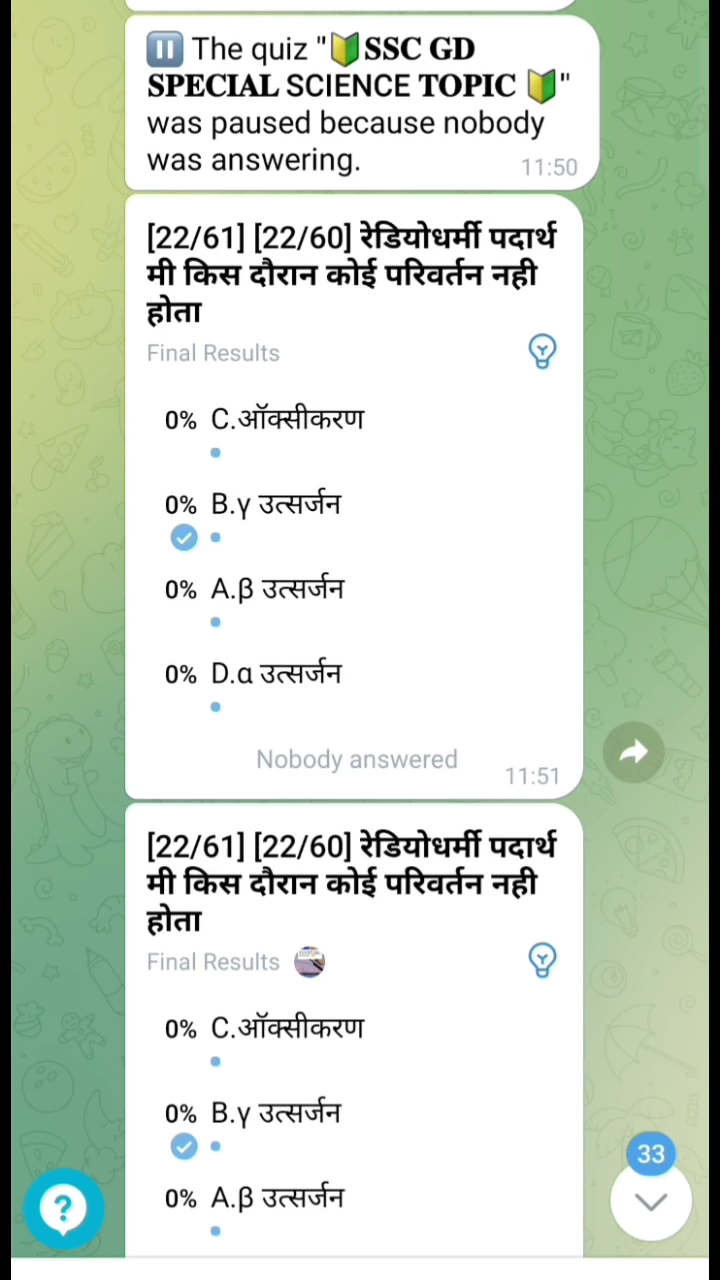 ⏸ The quiz "🔰𝐒𝐒𝐂 𝐆𝐃
𝐒𝐏𝐄𝐂𝐈𝐀𝐋 SCIENCE 𝐓𝐎𝐏𝐈𝐂 🔰"
was paused because nobody
was answering.
11:50
[22/61] [22/60] रेडियोधर्मी पदार्थ
मी किस दौरान कोई परिवर्तन नही
होता
Final Results
0% C.ऑक्सीकरण
0% B.γ उत्सर्जन
0% A.β उत्सर्जन
0% D.α उत्सर्जन
Nobody answered
11:51
[22/61] [22/60] रेडियोधर्मी पदार्थ
मी किस दौरान कोई परिवर्तन नही
होता
Final Results
0% C.ऑक्सीकरण
0% B.γ उत्सर्जन
33
0% A.β उत्सर्जन
?